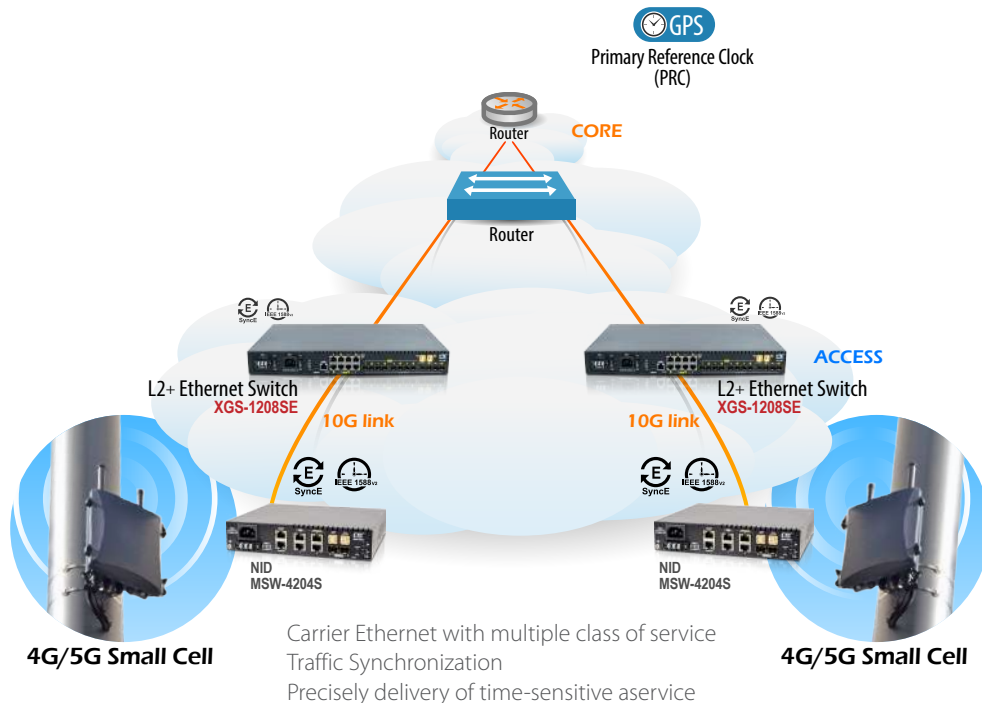 GPS
Primary Reference Clock
(PRC)
Router
CORE
Router
E
SyncE
IEEE 1588v2
E
SyncE
IEEE 1588v2
ACCESS
L2+ Ethernet Switch
XGS-1208SE
L2+ Ethernet Switch
XGS-1208SE
10G link
10G link
E
SyncE
IEEE 1588v2
E
SyncE
IEEE 1588v2
NID
MSW-4204S
NID
MSW-4204S
4G/5G Small Cell
4G/5G Small Cell
Carrier Ethernet with multiple class of service
Traffic Synchronization
Precisely delivery of time-sensitive aservice